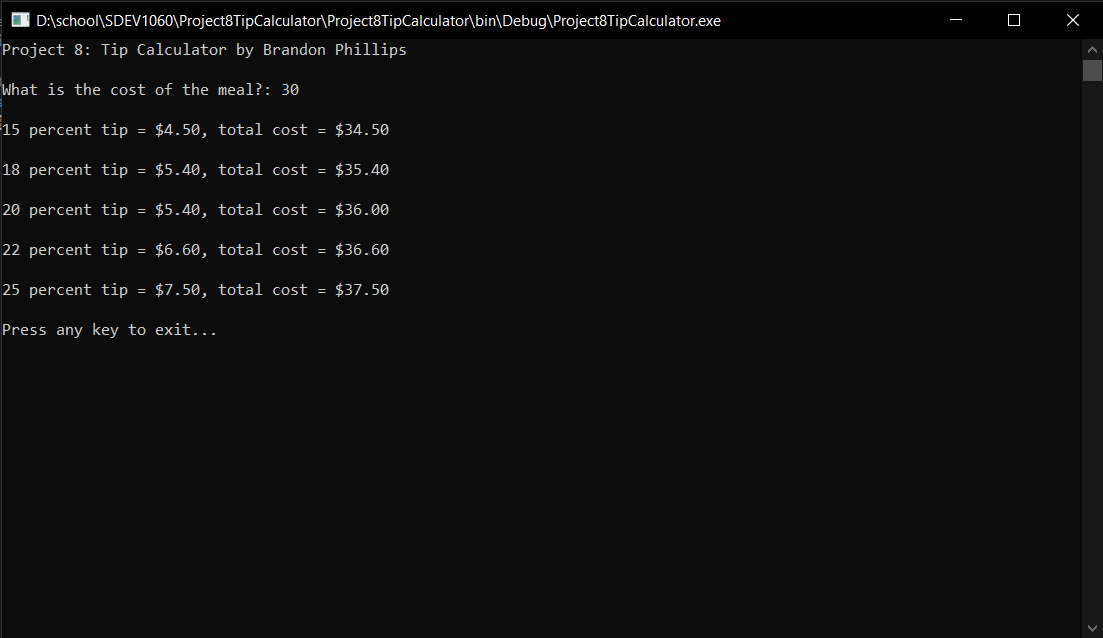 D:\school\SDEV1060\Project8TipCalculator\Project8TipCalculator\bin\Debug\Project8TipCalculator.exe
Project 8: Tip Calculator by Brandon Phillips
What is the cost of the meal?: 30
15 percent tip = $4.50, total cost = $34.50
18 percent tip = $5.40, total cost = $35.40
20 percent tip = $5.40, total cost = $36.00
22 percent tip = $6.60, total cost = $36.60
25 percent tip = $7.50, total cost = $37.50
Press any key to exit...